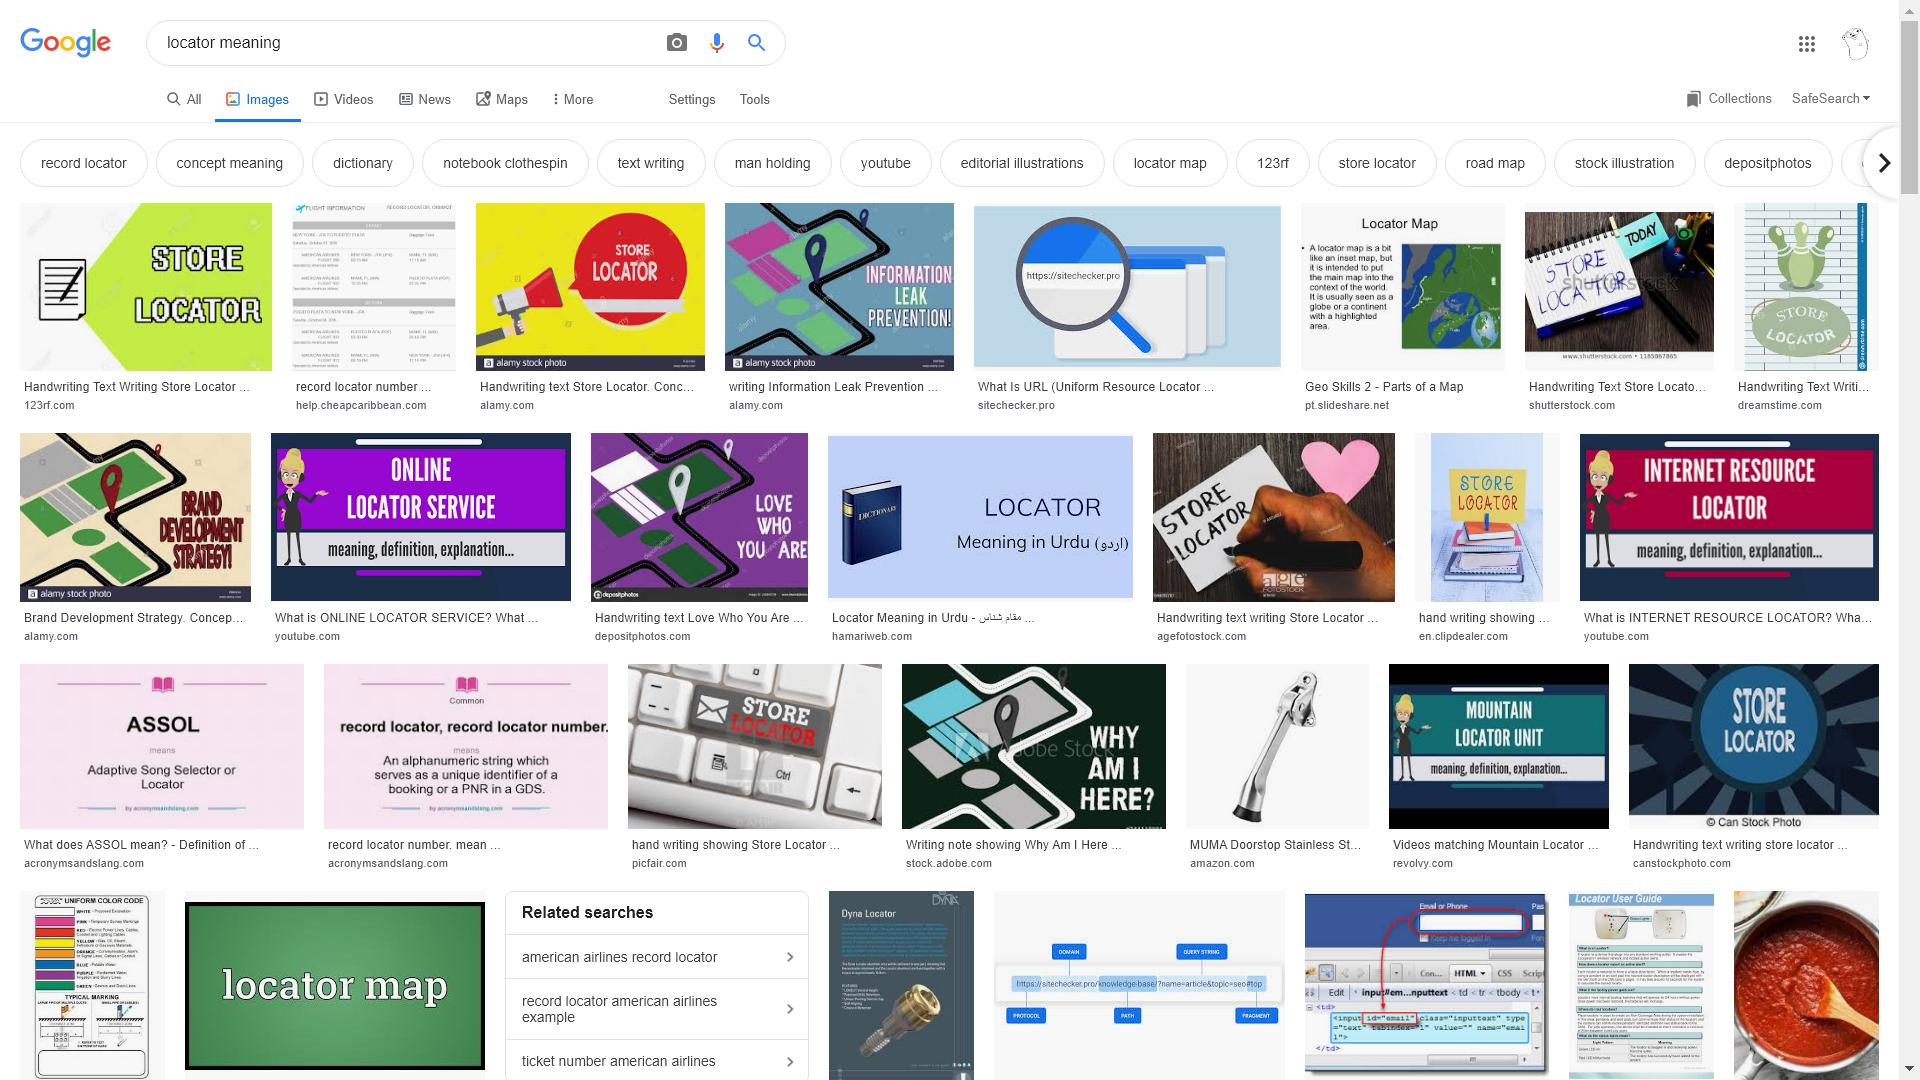 Google
locator meaning
All
Images
Videos
News
Maps
More
Settings
Tools
Collections
SafeSearch
record locator
concept meaning
dictionary
notebook clothespin
text writing
man holding
youtube
editorial illustrations
locator map
123rf
store locator
road map
stock illustration
depositphotos
STORE
LOCATOR
Handwriting Text Writing Store Locator ...
123rf.com
FLIGHT INFORMATION
record locator number ...
help.cheapcaribbean.com
STORE
LOCATOR
alamy stock photo
Handwriting text Store Locator. Conc...
alamy.com
INFORMATION
LEAK
PREVENTION!
alamy stock photo
writing Information Leak Prevention ...
alamy.com
https://sitechecker.pro
What Is URL (Uniform Resource Locator ...
sitechecker.pro
Locator Map
• A locator map is a bit
like an inset map, but
it is intended to put
the main map into the
context of the world.
It is usually seen as a
globe or a continent
with a highlighted
area.
Geo Skills 2 - Parts of a Map
pt.slideshare.net
TODAY
STORE
LOCATOR
shutterstock
www.shutterstock.com • 1185867865
Handwriting Text Store Locato...
shutterstock.com
STORE
LOCATOR
Handwriting Text Writi...
dreamstime.com
BRAND
DEVELOPMENT
STRATEGY!
alamy stock photo
Brand Development Strategy. Concep...
alamy.com
ONLINE
LOCATOR SERVICE
meaning, definition, explanation...
What is ONLINE LOCATOR SERVICE? What ...
youtube.com
LOVE
WHO
YOU ARE
depositphotos
Handwriting text Love Who You Are ...
depositphotos.com
DICTIONARY
LOCATOR
Meaning in Urdu (اردو)
Locator Meaning in Urdu - مقام شناس ...
hamariweb.com
STORE
LOCATOR
age
FOTOSTOCK
Handwriting text writing Store Locator ...
agefotostock.com
STORE
LOCATOR
hand writing showing ...
en.clipdealer.com
INTERNET RESOURCE
LOCATOR
meaning, definition, explanation...
What is INTERNET RESOURCE LOCATOR? Wha...
youtube.com
ASSOL
means
Adaptive Song Selector or
Locator
by acronymsandslang.com
What does ASSOL mean? - Definition of ...
acronymsandslang.com
Common
record locator, record locator number.
means
An alphanumeric string which
serves as a unique identifier of a
booking or a PNR in a GDS.
by acronymsandslang.com
record locator number. mean ...
acronymsandslang.com
STORE
LOCATOR
Ctrl
hand writing showing Store Locator ...
picfair.com
WHY
AM I
HERE?
Adobe Stock
Writing note showing Why Am I Here ...
stock.adobe.com
MUMA Doorstop Stainless St...
amazon.com
MOUNTAIN
LOCATOR UNIT
meaning, definition, explanation...
Videos matching Mountain Locator ...
revolvy.com
STORE
LOCATOR
© Can Stock Photo
Handwriting text writing store locator ...
canstockphoto.com
UNIFORM COLOR CODE
TYPICAL MARKING
locator map
Related searches
american airlines record locator
record locator american airlines
example
ticket number american airlines
DYNA
Dyna Locator
DOMAIN
QUERY STRING
https://sitechecker.pro/knowledge-base/?name=article&topic=seo#top
PROTOCOL
PATH
FRAGMENT
Email or Phone
Pas
Keep me logged in
Con...
HTML
CSS
Script
Edit
input#em...nputtext < td < tr < tbody < t
<td>
<input id="email" class="inputtext" type
="text" tabindex="1" value="" name="emai
l">
</td>
Locator User Guide